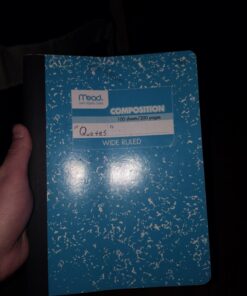 Mead
COMPOSITION
100 sheets/200 pages
"Quotes"
WIDE RULED